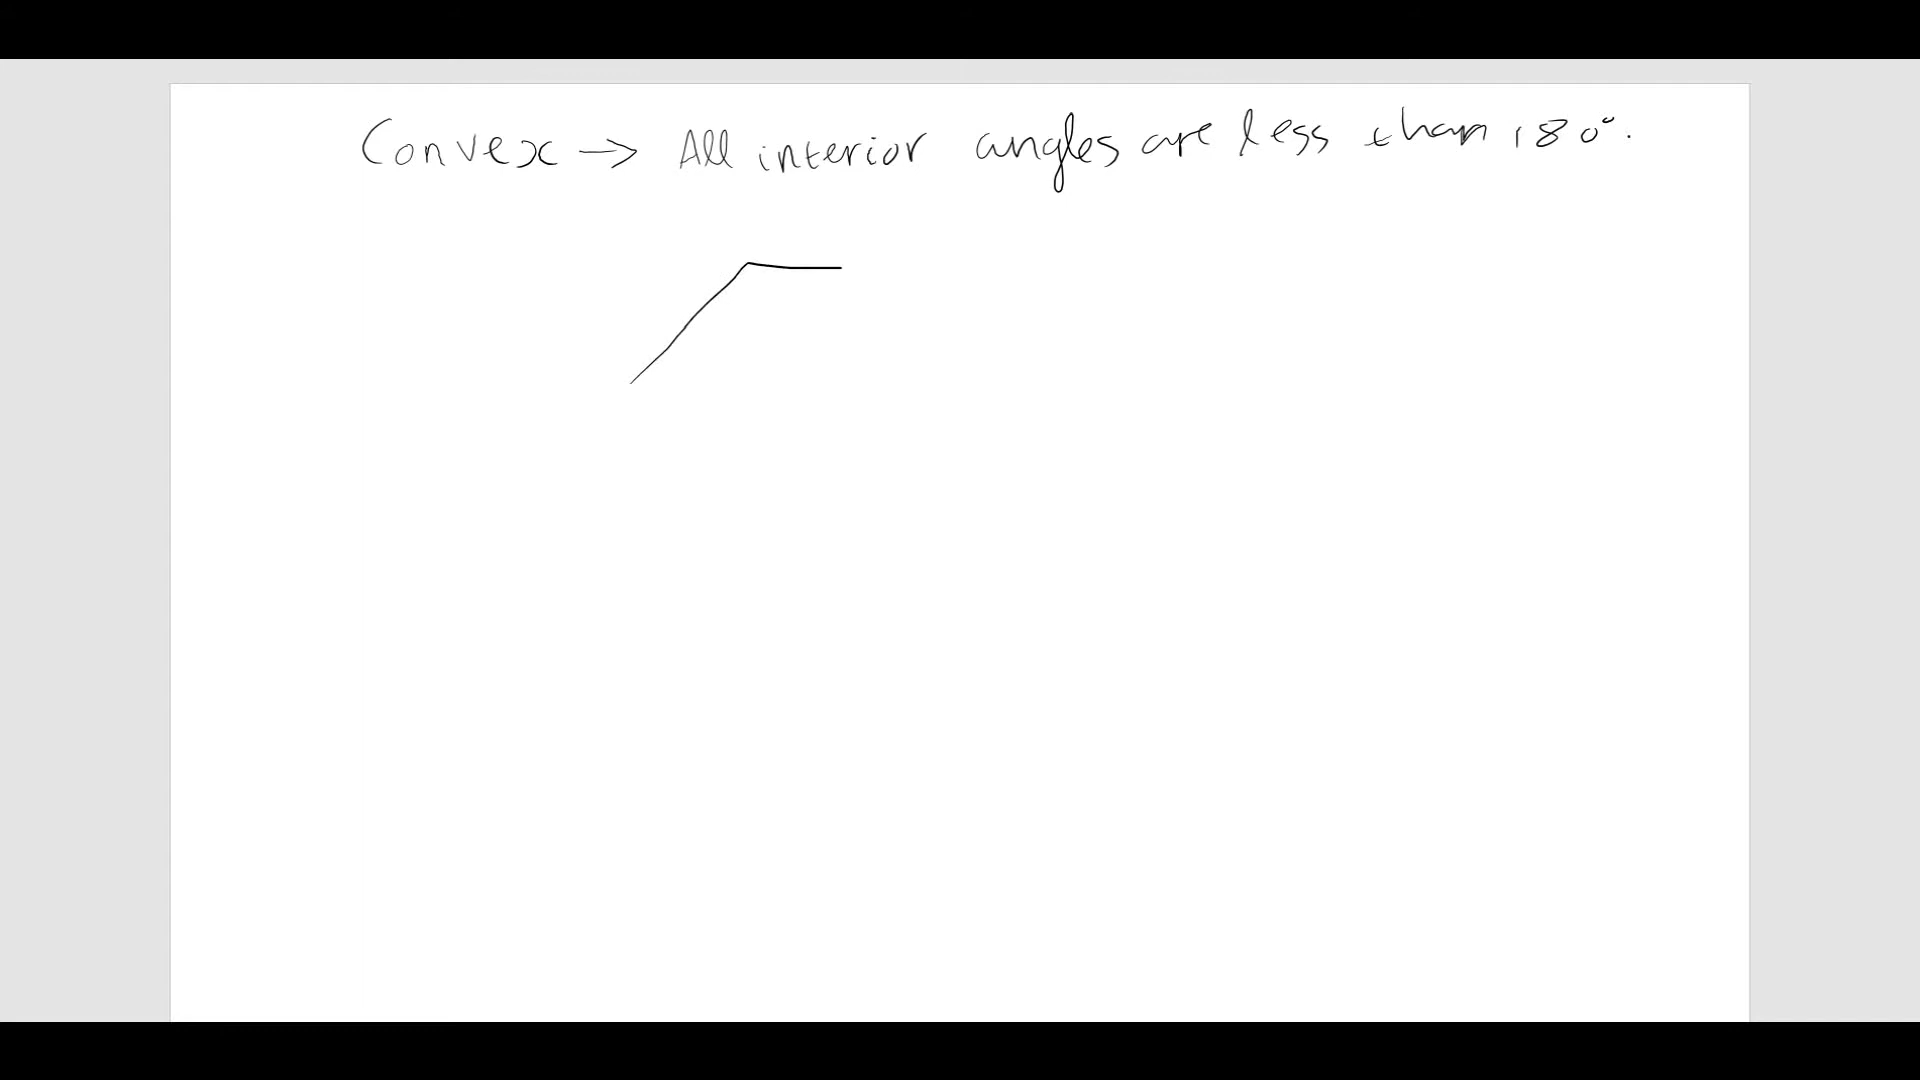 Convex → All interior angles are less than 180°.